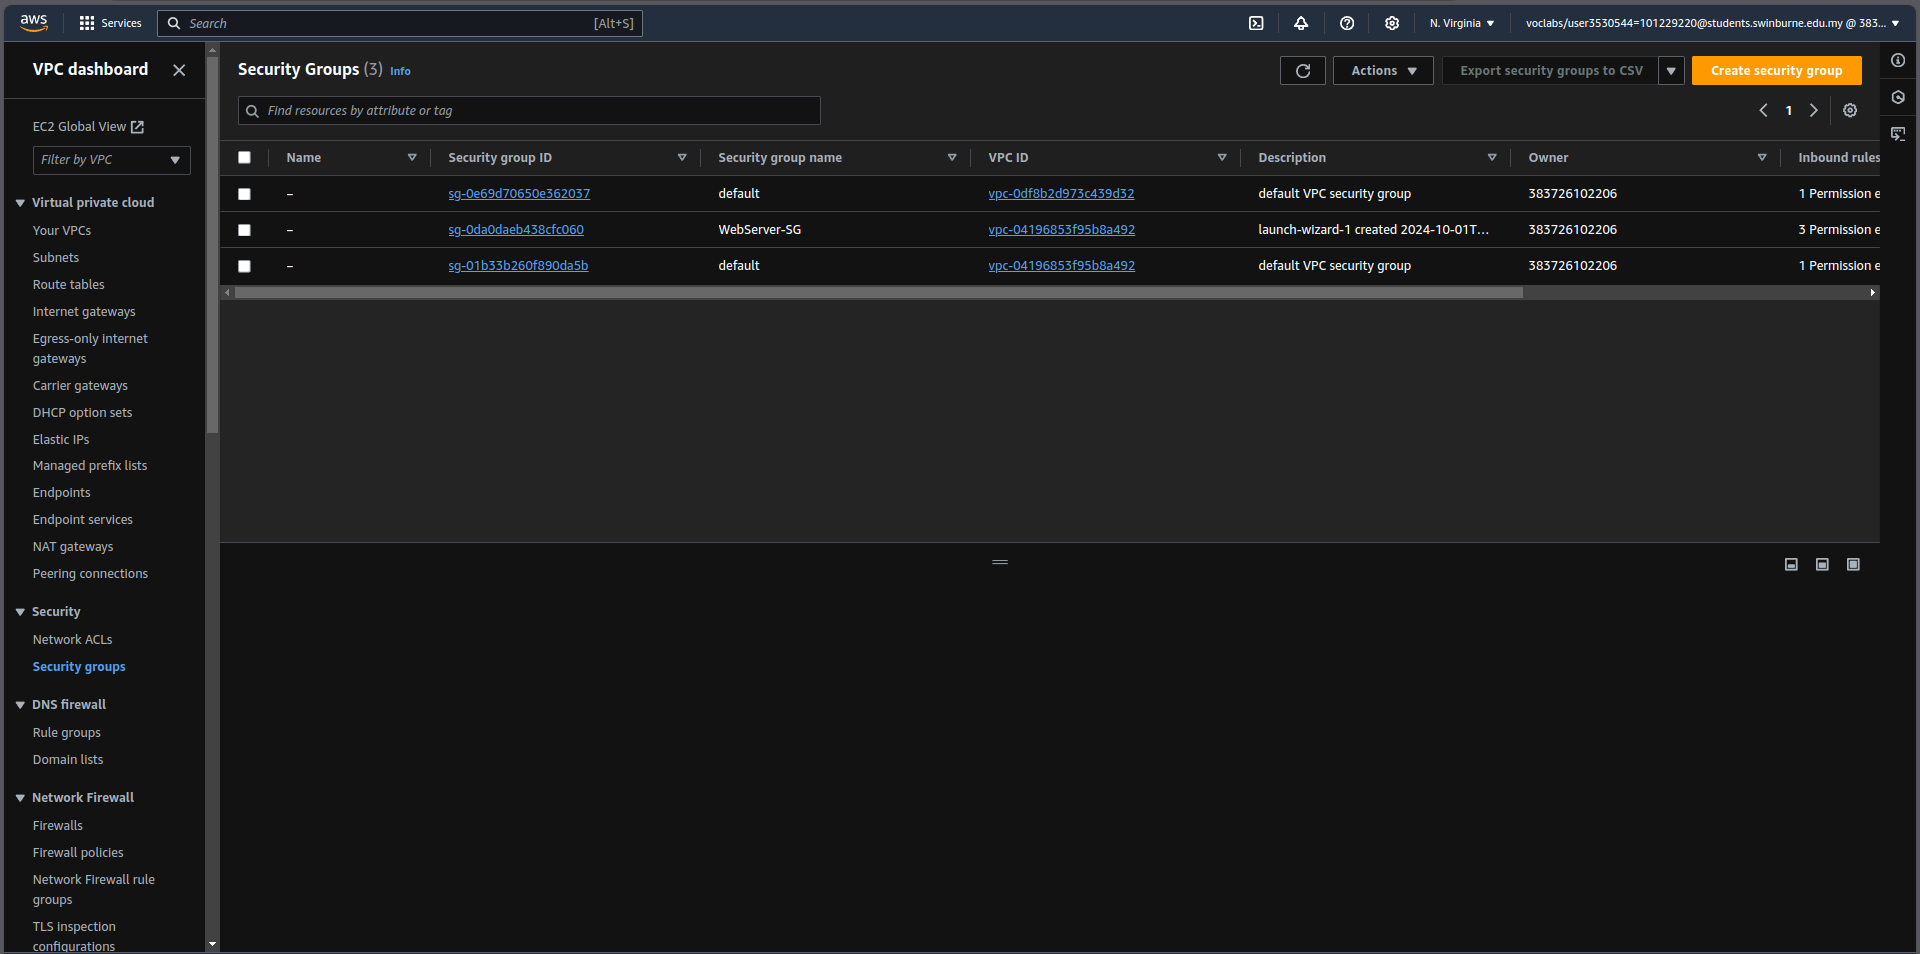 aws
Services
Search
[Alt+S]
N. Virginia
voclabs/user3530544=101229220@students.swinburne.edu.my @ 383...
VPC dashboard
EC2 Global View
Filter by VPC
Virtual private cloud
Your VPCs
Subnets
Route tables
Internet gateways
Egress-only internet
gateways
Carrier gateways
DHCP option sets
Elastic IPs
Managed prefix lists
Endpoints
Endpoint services
NAT gateways
Peering connections
Security
Network ACLs
Security groups
DNS firewall
Rule groups
Domain lists
Network Firewall
Firewalls
Firewall policies
Network Firewall rule
groups
TLS inspection
configurations
Security Groups (3) Info
Actions
Export security groups to CSV
Create security group
Find resources by attribute or tag
1
Name Security group ID Security group name VPC ID Description Owner Inbound rules
– sg-0e69d70650e362037 default vpc-0df8b2d973c439d32 default VPC security group 383726102206 1 Permission e
– sg-0da0daeb438cfc060 WebServer-SG vpc-04196853f95b8a492 launch-wizard-1 created 2024-10-01T... 383726102206 3 Permission e
– sg-01b33b260f890da5b default vpc-04196853f95b8a492 default VPC security group 383726102206 1 Permission e